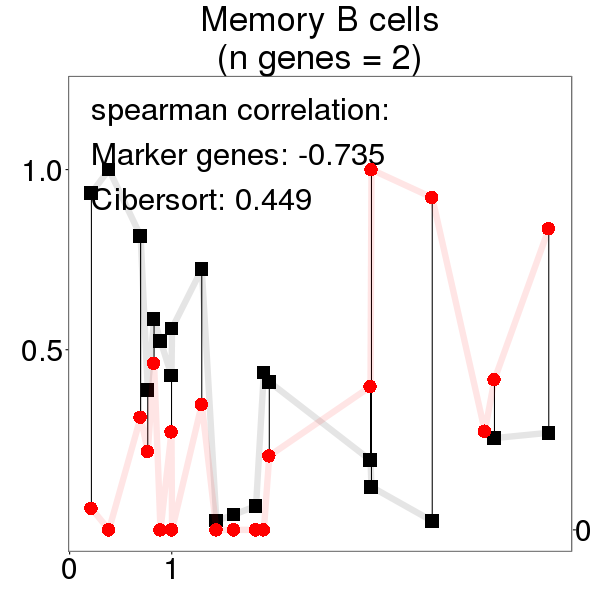 Memory B cells
(n genes = 2)
spearman correlation:
Marker genes: -0.735
Cibersort: 0.449
1.0
0.5
0
0
1